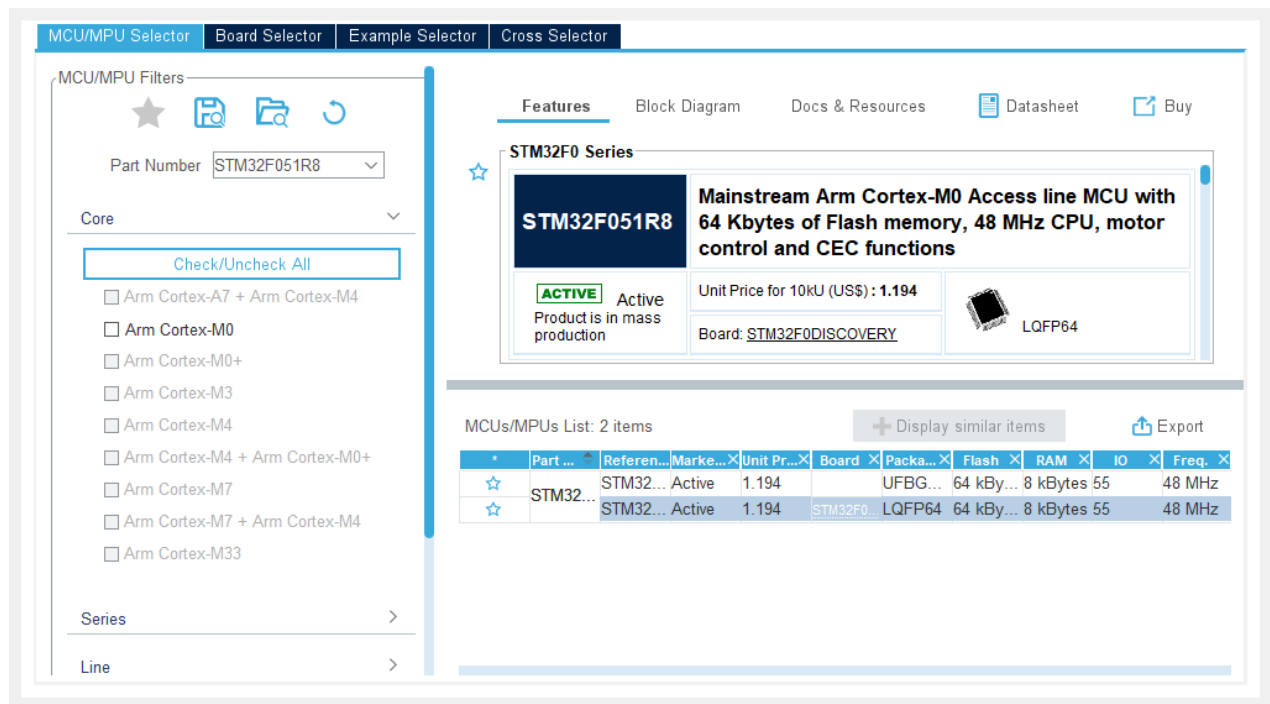 MCU/MPU Selector Board Selector Example Selector Cross Selector
MCU/MPU Filters
Part Number STM32F051R8
Core
Check/Uncheck All
Arm Cortex-A7 + Arm Cortex-M4
Arm Cortex-M0
Arm Cortex-M0+
Arm Cortex-M3
Arm Cortex-M4
Arm Cortex-M4 + Arm Cortex-M0+
Arm Cortex-M7
Arm Cortex-M7 + Arm Cortex-M4
Arm Cortex-M33
Series
Line
Features Block Diagram Docs & Resources Datasheet Buy
STM32F0 Series
STM32F051R8
Mainstream Arm Cortex-M0 Access line MCU with
64 Kbytes of Flash memory, 48 MHz CPU, motor
control and CEC functions
ACTIVE Active
Product is in mass
production
Unit Price for 10kU (US$) : 1.194
Board: STM32F0DISCOVERY
LQFP64
MCUs/MPUs List: 2 items Display similar items Export
* Part ... Referen... Marke... Unit Pr... Board Packa... Flash RAM IO Freq.
STM32... STM32... Active 1.194 UFBG... 64 kBy... 8 kBytes 55 48 MHz
STM32... Active 1.194 STM32F0... LQFP64 64 kBy... 8 kBytes 55 48 MHz